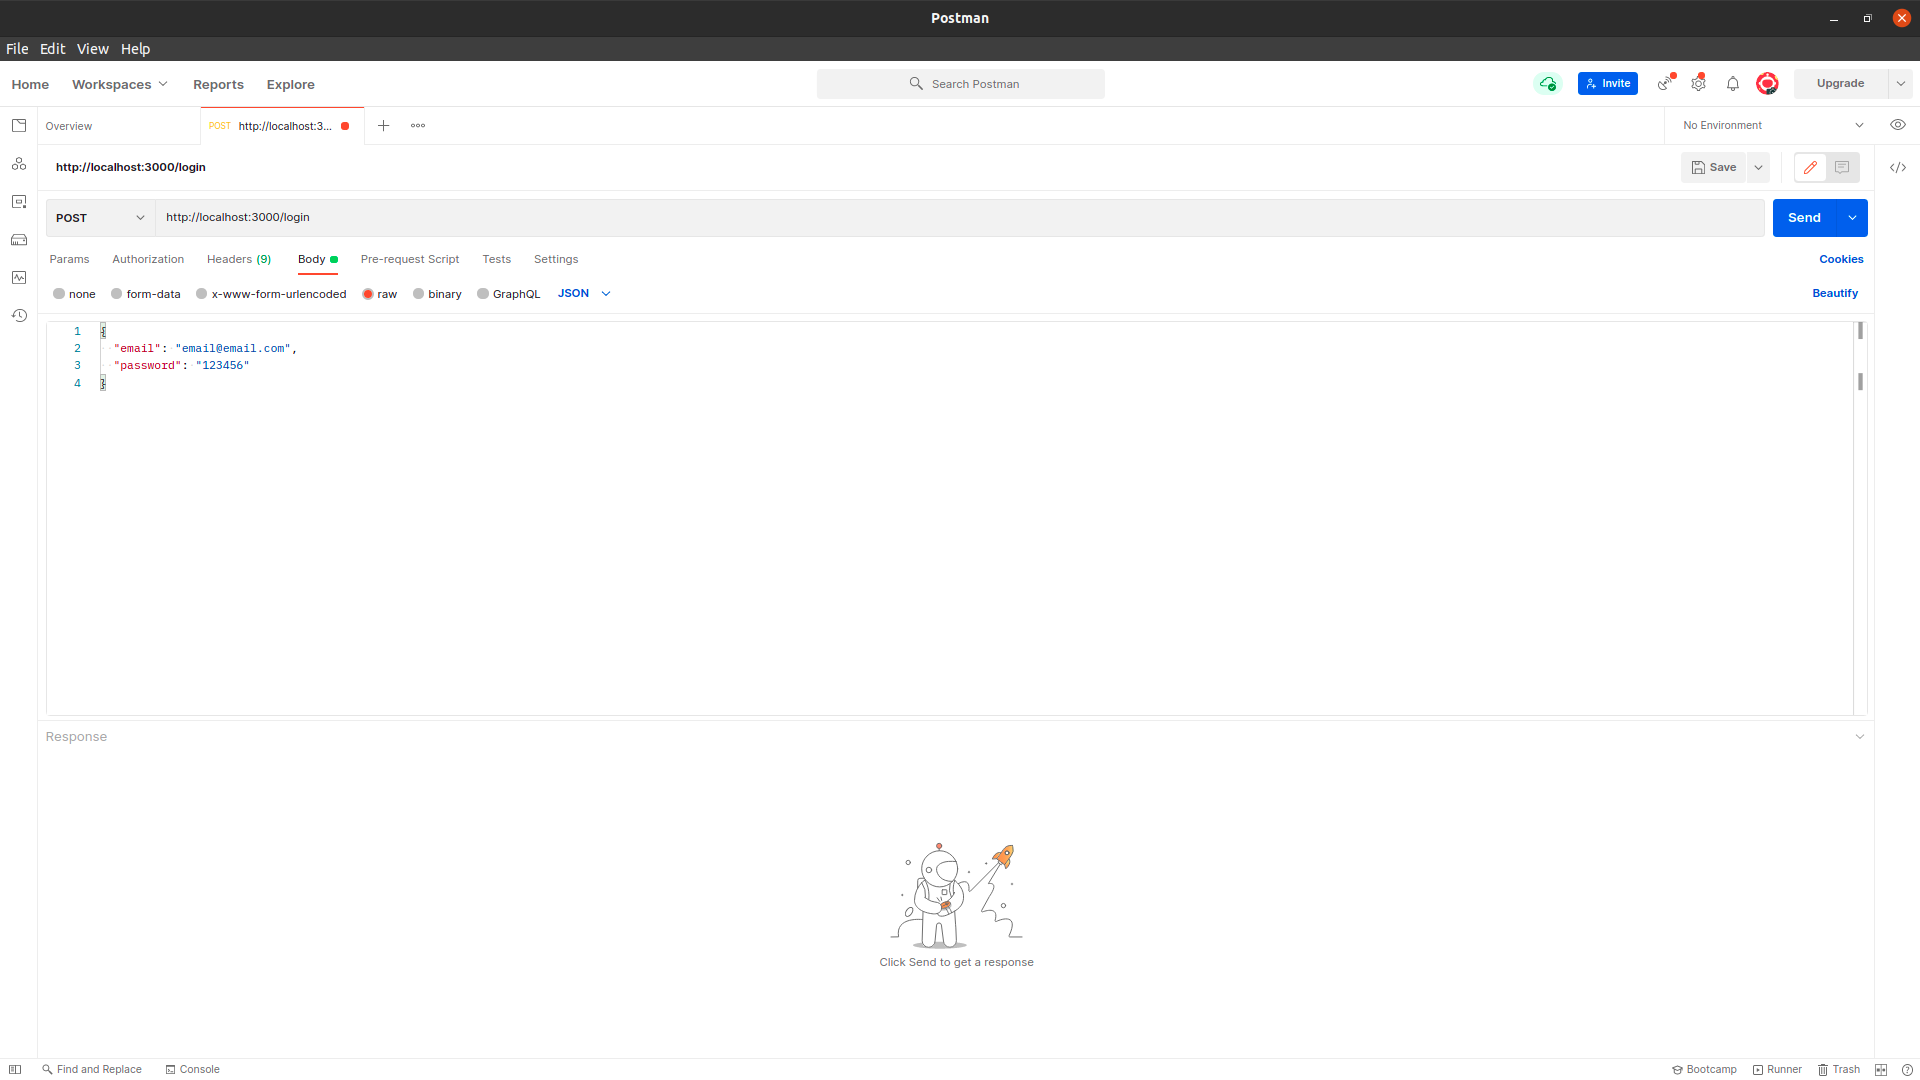 Postman
File Edit View Help
Home Workspaces Reports Explore Search Postman Invite Upgrade
Overview POST http://localhost:3... No Environment
http://localhost:3000/login Save
POST http://localhost:3000/login Send
Params Authorization Headers (9) Body Pre-request Script Tests Settings Cookies
none form-data x-www-form-urlencoded raw binary GraphQL JSON Beautify
1 {
2 "email": "email@email.com",
3 "password": "123456"
4 }
Response
Click Send to get a response
Find and Replace Console Bootcamp Runner Trash